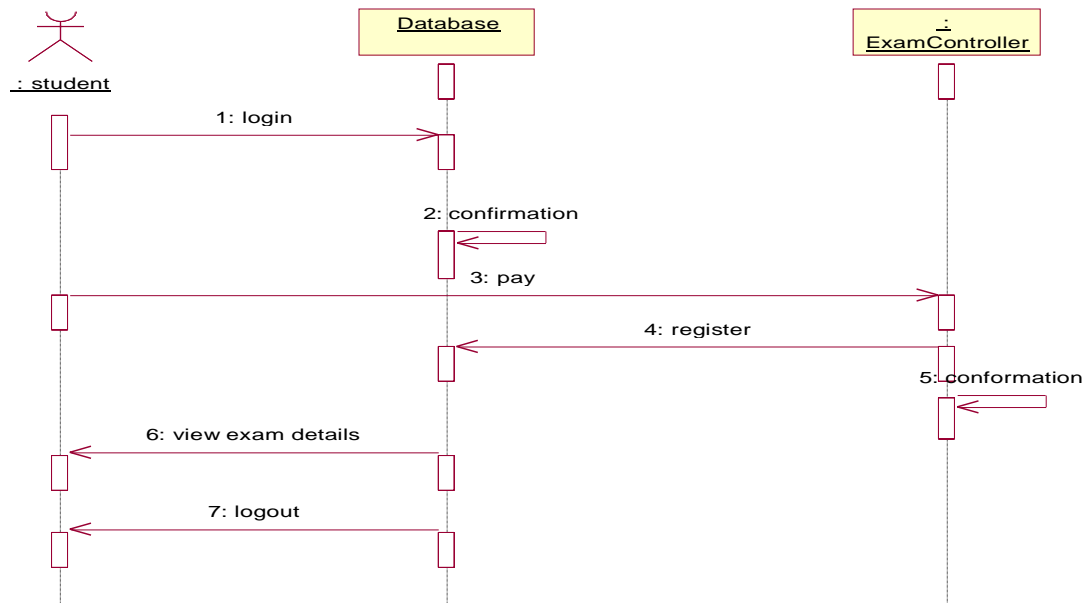 Database
:
ExamController
: student
1: login
2: confirmation
3: pay
4: register
5: conformation
6: view exam details
7: logout